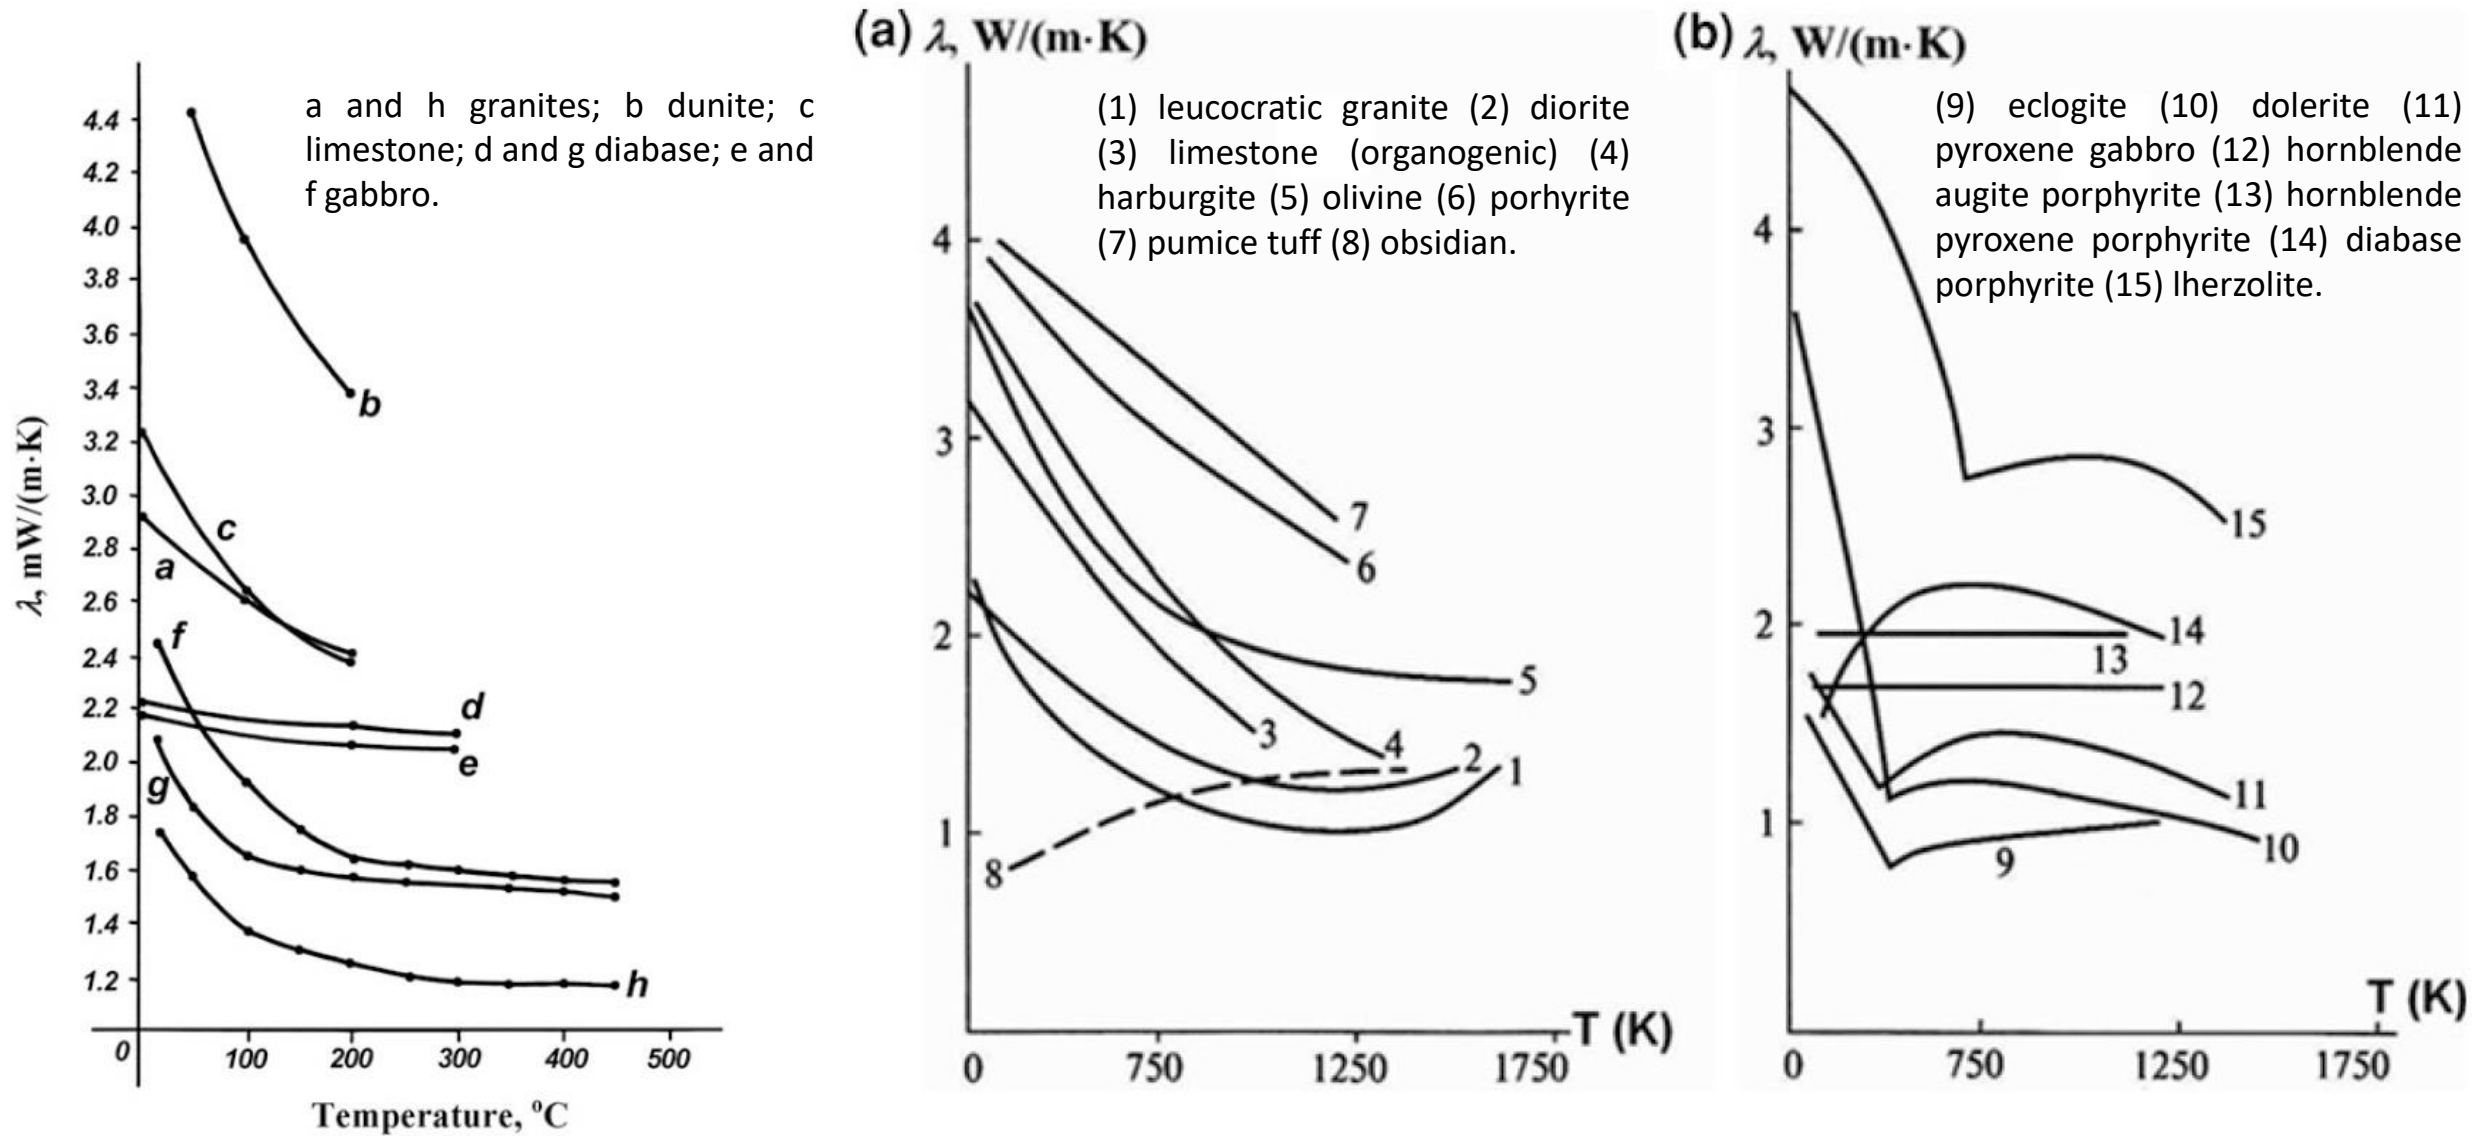 a and h granites; b dunite; c
limestone; d and g diabase; e and
f gabbro.
λ, mW/(m·K)
4.4
4.2
4.0
3.8
3.6
3.4
3.2
3.0
2.8
2.6
2.4
2.2
2.0
1.8
1.6
1.4
1.2
b
c
a
f
d
e
g
h
0 100 200 300 400 500
Temperature, °C
(a) λ, W/(m·K)
(1) leucocratic granite (2) diorite
(3) limestone (organogenic) (4)
harburgite (5) olivine (6) porhyrite
(7) pumice tuff (8) obsidian.
4
3
2
1
7
6
5
3
4
2
1
8
T (K)
0 750 1250 1750
(b) λ, W/(m·K)
(9) eclogite (10) dolerite (11)
pyroxene gabbro (12) hornblende
augite porphyrite (13) hornblende
pyroxene porphyrite (14) diabase
porphyrite (15) lherzolite.
4
3
2
1
15
14
13
12
11
10
9
T (K)
0 750 1250 1750